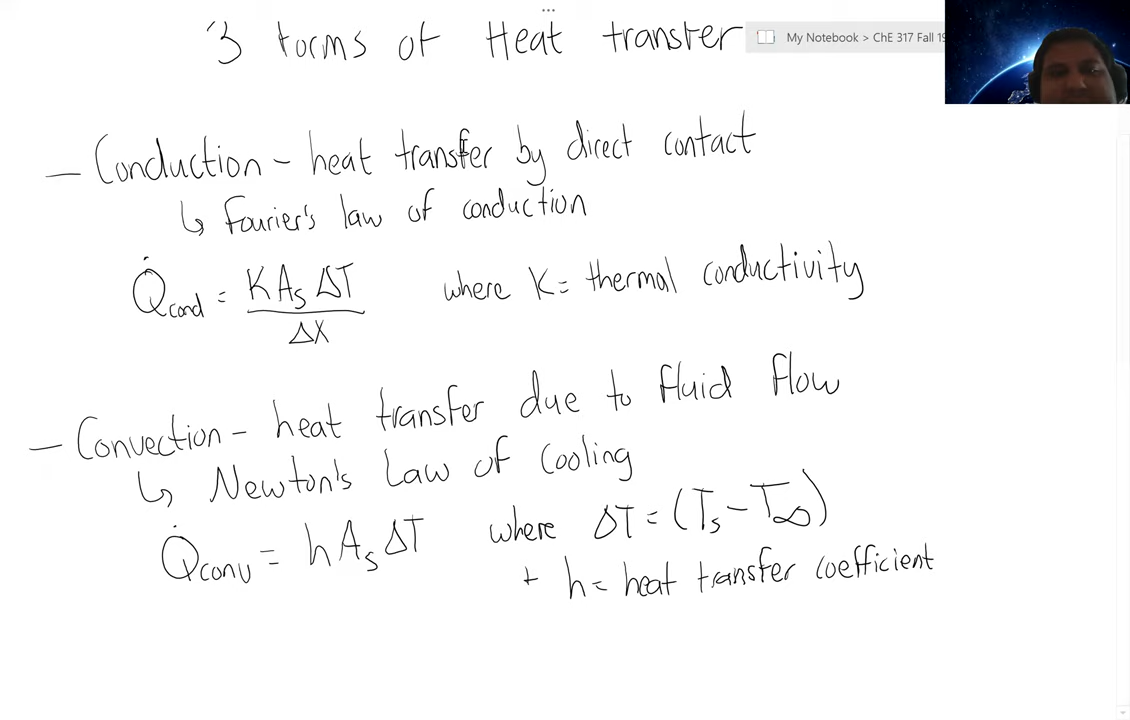 3 forms of Heat transfer
My Notebook > ChE 317 Fall 19
— Conduction - heat transfer by direct contact
↳ Fourier's law of conduction
Q̇cond = KAsΔT/ΔX where K = thermal conductivity
— Convection - heat transfer due to fluid flow
↳ Newton's Law of Cooling
Q̇conv = hAsΔT where ΔT = (Ts - T∞)
+ h = heat transfer coefficient